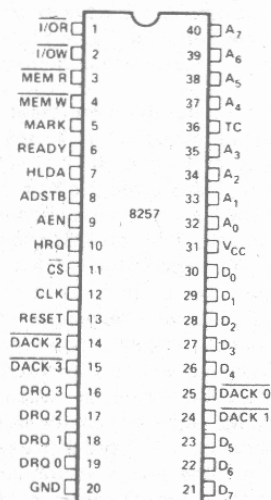 I/OR 1 40 A7
I/OW 2 39 A6
MEM R 3 38 A5
MEM W 4 37 A4
MARK 5 36 TC
READY 6 35 A3
HLDA 7 34 A2
ADSTB 8 33 A1
AEN 9 8257 32 A0
HRQ 10 31 VCC
CS 11 30 D0
CLK 12 29 D1
RESET 13 28 D2
DACK 2 14 27 D3
DACK 3 15 26 D4
DRQ 3 16 25 DACK 0
DRQ 2 17 24 DACK 1
DRQ 1 18 23 D5
DRQ 0 19 22 D6
GND 20 21 D7